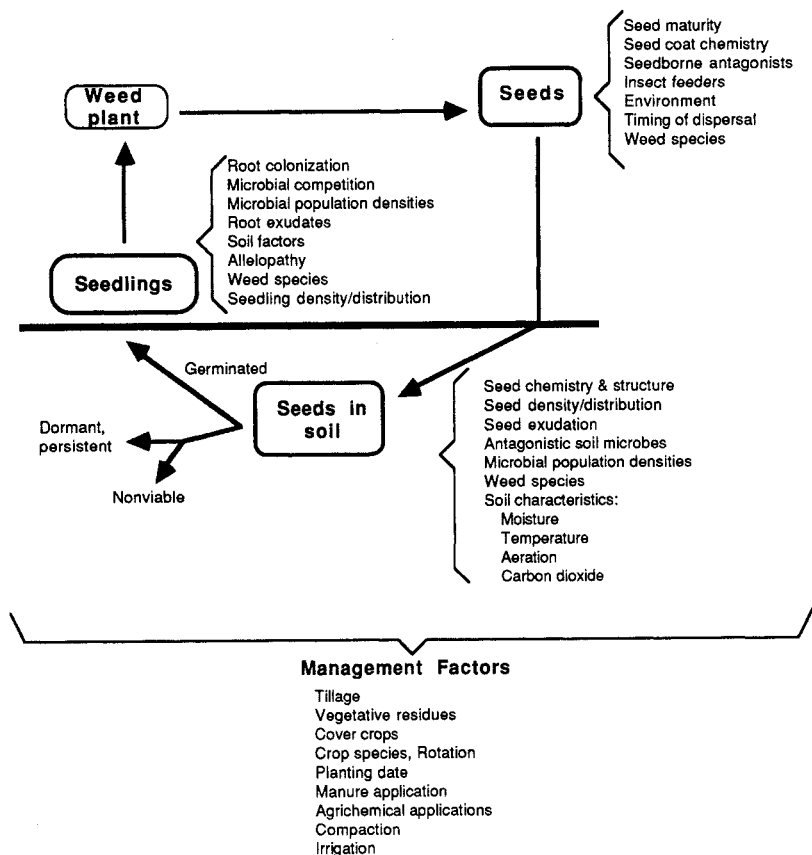 Weed
plant
Seeds
Seed maturity
Seed coat chemistry
Seedborne antagonists
Insect feeders
Environment
Timing of dispersal
Weed species
Root colonization
Microbial competition
Microbial population densities
Root exudates
Soil factors
Allelopathy
Weed species
Seedling density/distribution
Seedlings
Germinated
Seeds in
soil
Dormant,
persistent
Nonviable
Seed chemistry & structure
Seed density/distribution
Seed exudation
Antagonistic soil microbes
Microbial population densities
Weed species
Soil characteristics:
Moisture
Temperature
Aeration
Carbon dioxide
Management Factors
Tillage
Vegetative residues
Cover crops
Crop species, Rotation
Planting date
Manure application
Agrichemical applications
Compaction
Irrigation